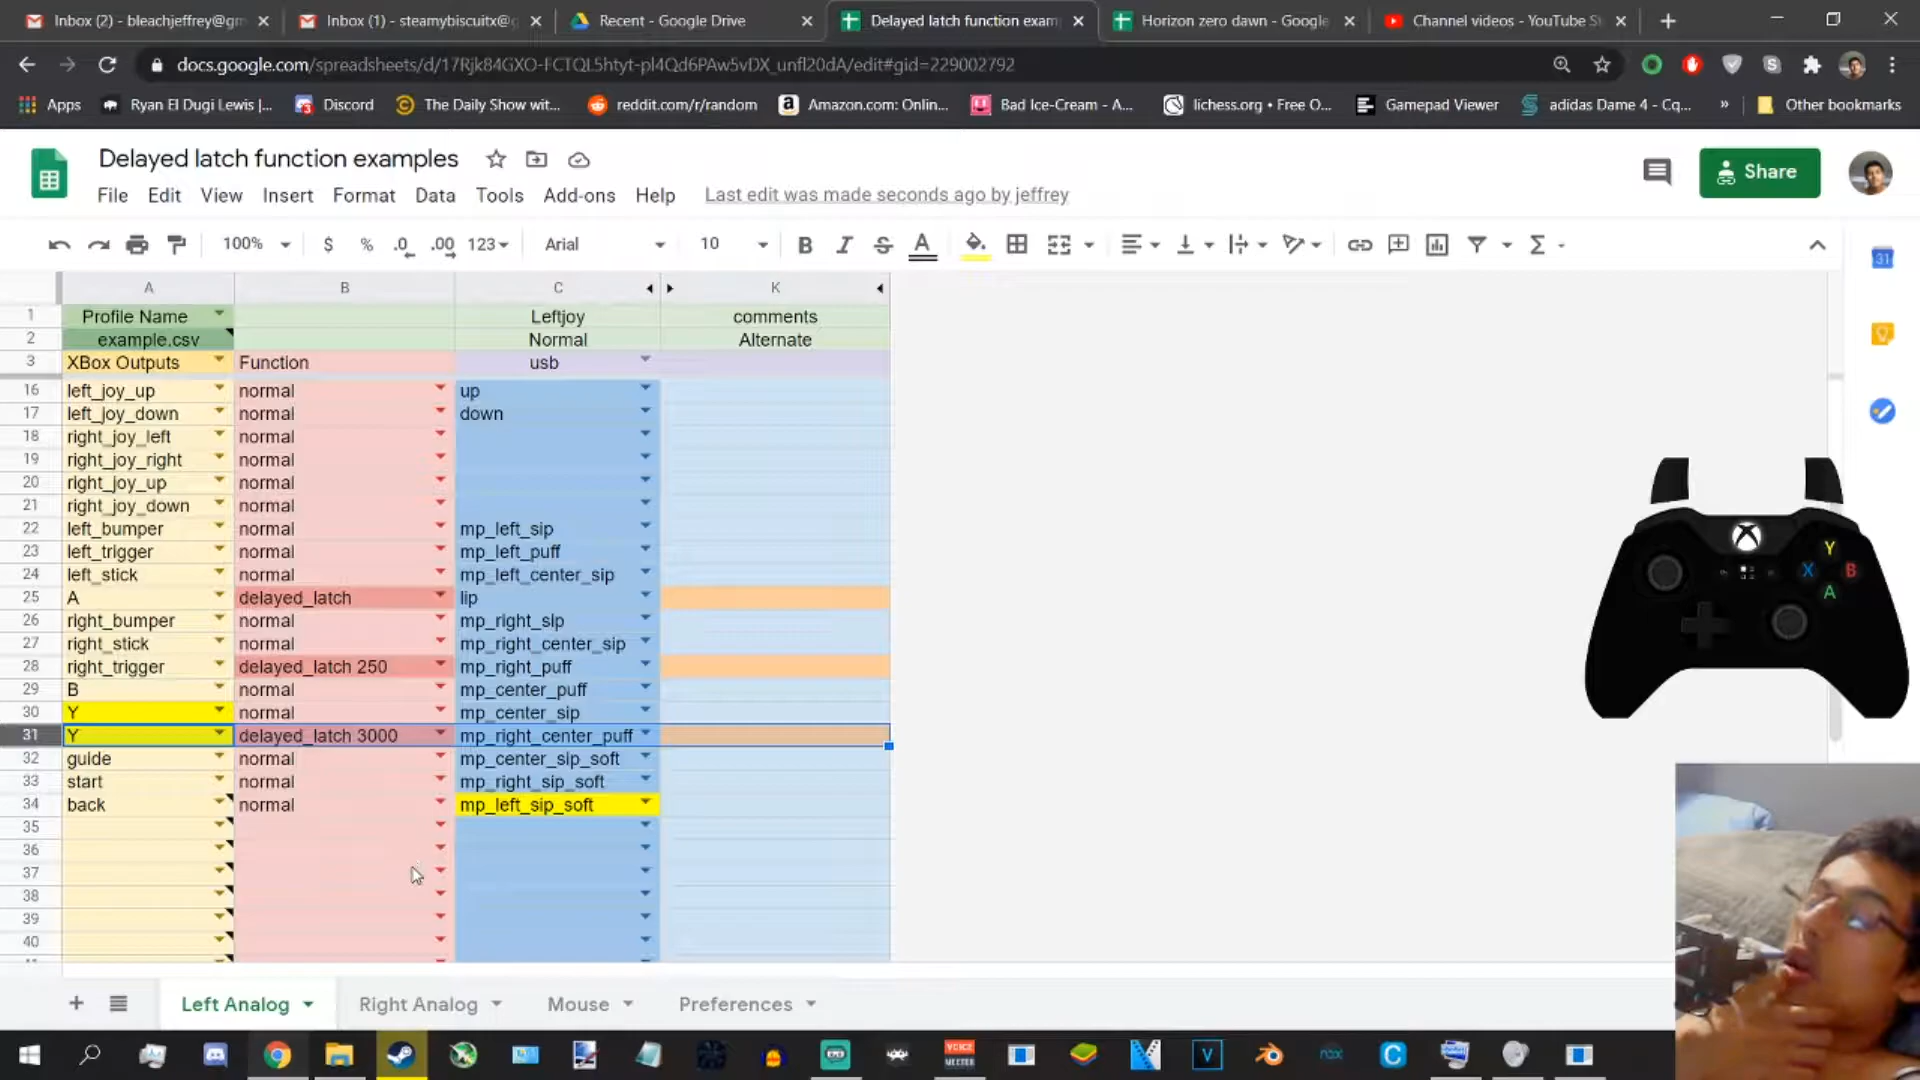 Inbox (2) - bleachjeffrey@gm
Inbox (1) - steamybiscuitx@g
Recent - Google Drive
Delayed latch function exam
Horizon zero dawn - Google
Channel videos - YouTube S
docs.google.com/spreadsheets/d/17Rjk84GXO-FCTQL5htyt-pl4Qd6PAw5vDX_unfl20dA/edit#gid=229002792
Apps
Ryan El Dugi Lewis |...
Discord
The Daily Show wit...
reddit.com/r/random
Amazon.com: Onlin...
Bad Ice-Cream - A...
lichess.org • Free O...
Gamepad Viewer
adidas Dame 4 - Cq...
»
Other bookmarks
Delayed latch function examples
Share
File Edit View Insert Format Data Tools Add-ons Help
Last edit was made seconds ago by jeffrey
100% $ % .0 .00 123 Arial 10 B I S A Σ
31
A B C K
1 Profile Name Leftjoy comments
2 example.csv Normal Alternate
3 XBox Outputs Function usb
16 left_joy_up normal up
17 left_joy_down normal down
18 right_joy_left normal
19 right_joy_right normal
20 right_joy_up normal
21 right_joy_down normal
22 left_bumper normal mp_left_sip
23 left_trigger normal mp_left_puff
24 left_stick normal mp_left_center_sip
25 A delayed_latch lip
26 right_bumper normal mp_right_sip
27 right_stick normal mp_right_center_sip
28 right_trigger delayed_latch 250 mp_right_puff
29 B normal mp_center_puff
30 Y normal mp_center_sip
31 Y delayed_latch 3000 mp_right_center_puff
32 guide normal mp_center_sip_soft
33 start normal mp_right_sip_soft
34 back normal mp_left_sip_soft
35
36
37
38
39
40
Y
X B
A
Left Analog Right Analog Mouse Preferences
VOICE
MEETER
V
nox
C